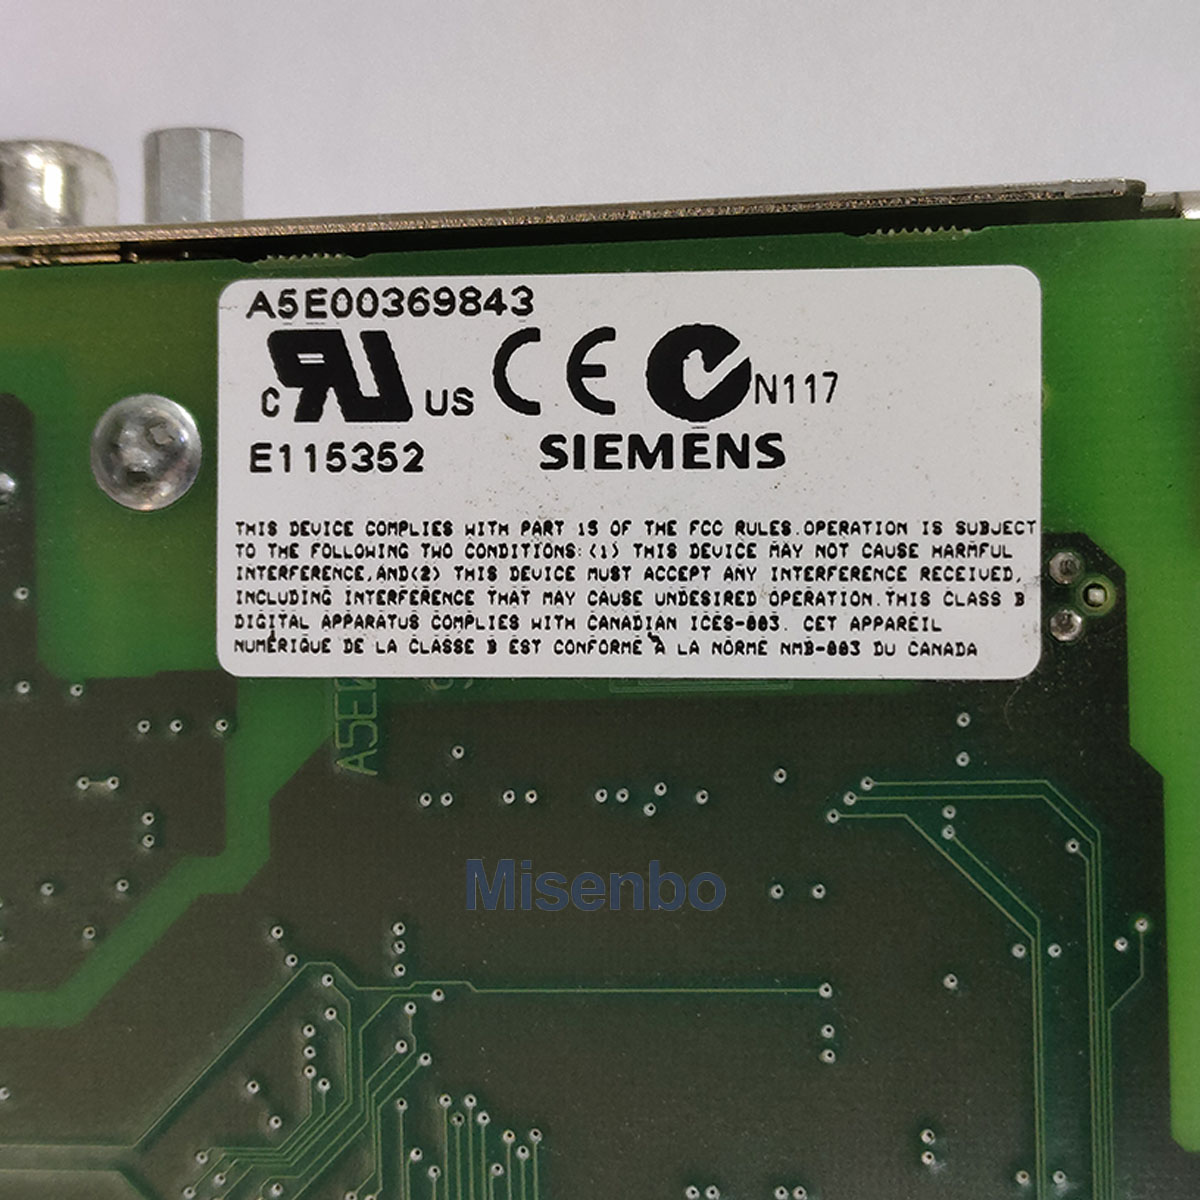 A5E00369843
C US CE N117
E115352 SIEMENS
THIS DEVICE COMPLIES WITH PART 15 OF THE FCC RULES.OPERATION IS SUBJECT
TO THE FOLLOWING TWO CONDITIONS:(1) THIS DEVICE MAY NOT CAUSE HARMFUL
INTERFERENCE,AND(2) THIS DEVICE MUST ACCEPT ANY INTERFERENCE RECEIVED,
INCLUDING INTERFERENCE THAT MAY CAUSE UNDESIRED OPERATION.THIS CLASS B
DIGITAL APPARATUS COMPLIES WITH CANADIAN ICES-003. CET APPAREIL
NUMÉRIQUE DE LA CLASSE B EST CONFORME À LA NORME NMB-003 DU CANADA
Misenbo